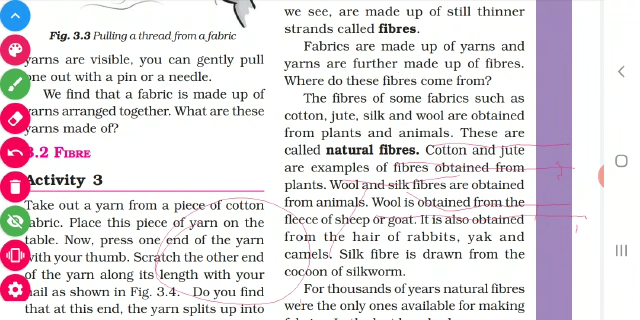 Fig. 3.3 Pulling a thread from a fabric
yarns are visible, you can gently pull
one out with a pin or a needle.
We find that a fabric is made up of
yarns arranged together. What are these
yarns made of?
3.2 FIBRE
Activity 3
Take out a yarn from a piece of cotton
fabric. Place this piece of yarn on the
table. Now, press one end of the yarn
with your thumb. Scratch the other end
of the yarn along its length with your
nail as shown in Fig. 3.4. Do you find
that at this end, the yarn splits up into
we see, are made up of still thinner
strands called fibres.
Fabrics are made up of yarns and
yarns are further made up of fibres.
Where do these fibres come from?
The fibres of some fabrics such as
cotton, jute, silk and wool are obtained
from plants and animals. These are
called natural fibres. Cotton and jute
are examples of fibres obtained from
plants. Wool and silk fibres are obtained
from animals. Wool is obtained from the
fleece of sheep or goat. It is also obtained
from the hair of rabbits, yak and
camels. Silk fibre is drawn from the
cocoon of silkworm.
For thousands of years natural fibres
were the only ones available for making